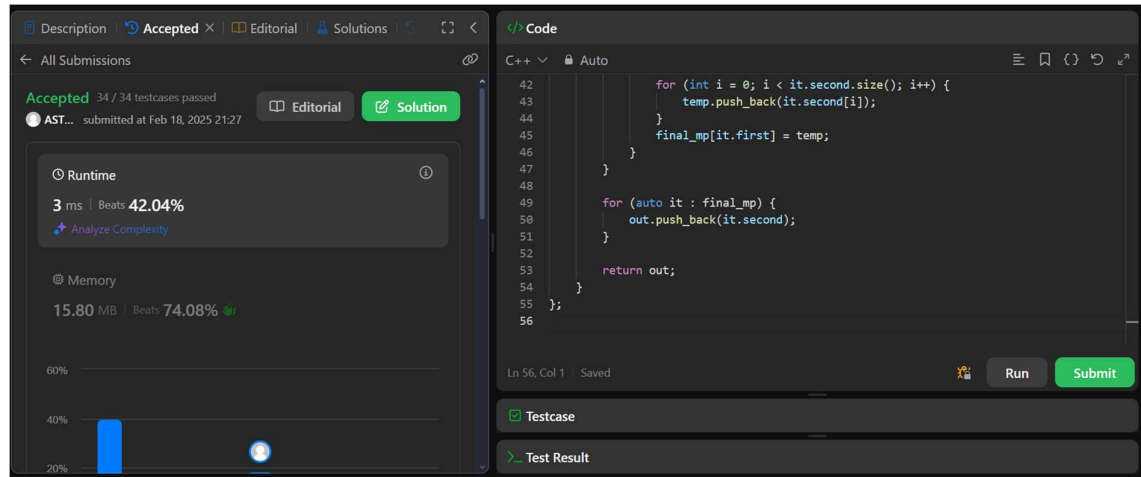 Description Accepted × Editorial Solutions
All Submissions
Accepted 34 / 34 testcases passed
AST... submitted at Feb 18, 2025 21:27
Editorial
Solution
Runtime
3 ms | Beats 42.04%
Analyze Complexity
Memory
15.80 MB | Beats 74.08%
60%
40%
20%
</> Code
C++ Auto
42 for (int i = 0; i < it.second.size(); i++) {
43 temp.push_back(it.second[i]);
44 }
45 final_mp[it.first] = temp;
46 }
47 }
48
49 for (auto it : final_mp) {
50 out.push_back(it.second);
51 }
52
53 return out;
54 }
55 };
56
Ln 56, Col 1 | Saved
Run
Submit
Testcase
Test Result